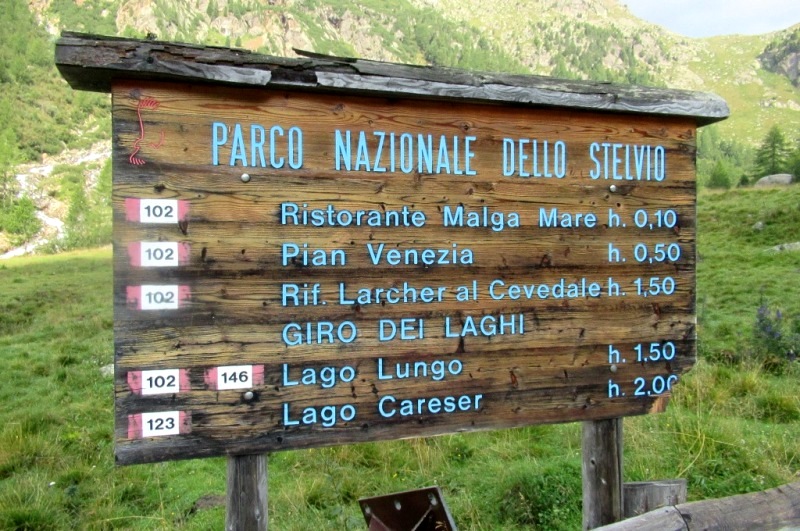 PARCO NAZIONALE DELLO STELVIO
102 Ristorante Malga Mare h. 0,10
102 Pian Venezia h. 0,50
102 Rif. Larcher al Cevedale h. 1,50
GIRO DEI LAGHI
102 146 Lago Lungo h. 1.50
123 Lago Careser h. 2.00